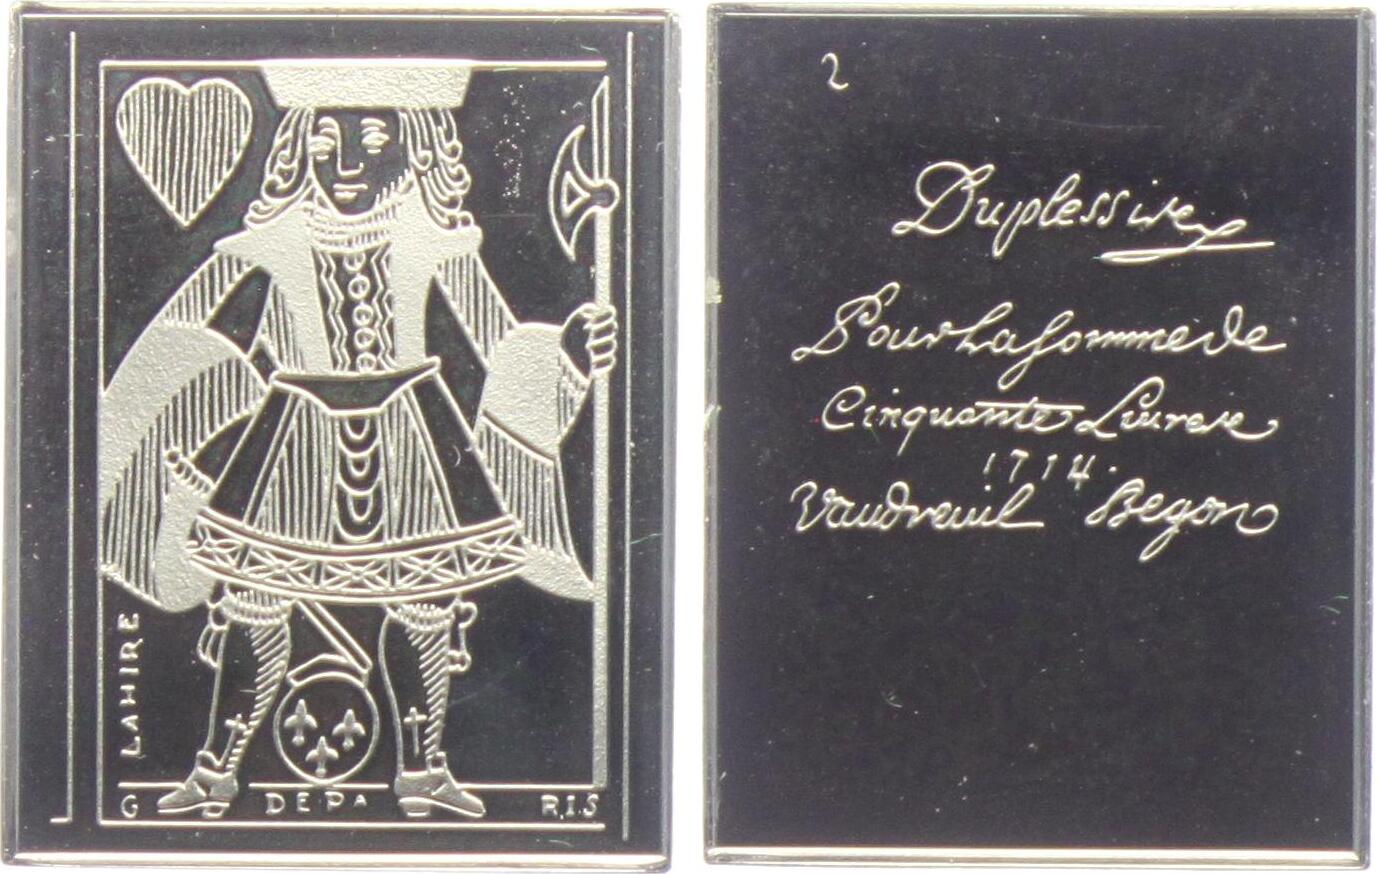 LAHIRE
G DEPA R.I.S
2
Duplessis
Pour La Somme de
Cinquante Livres
1714.
Vaudreuil Begon